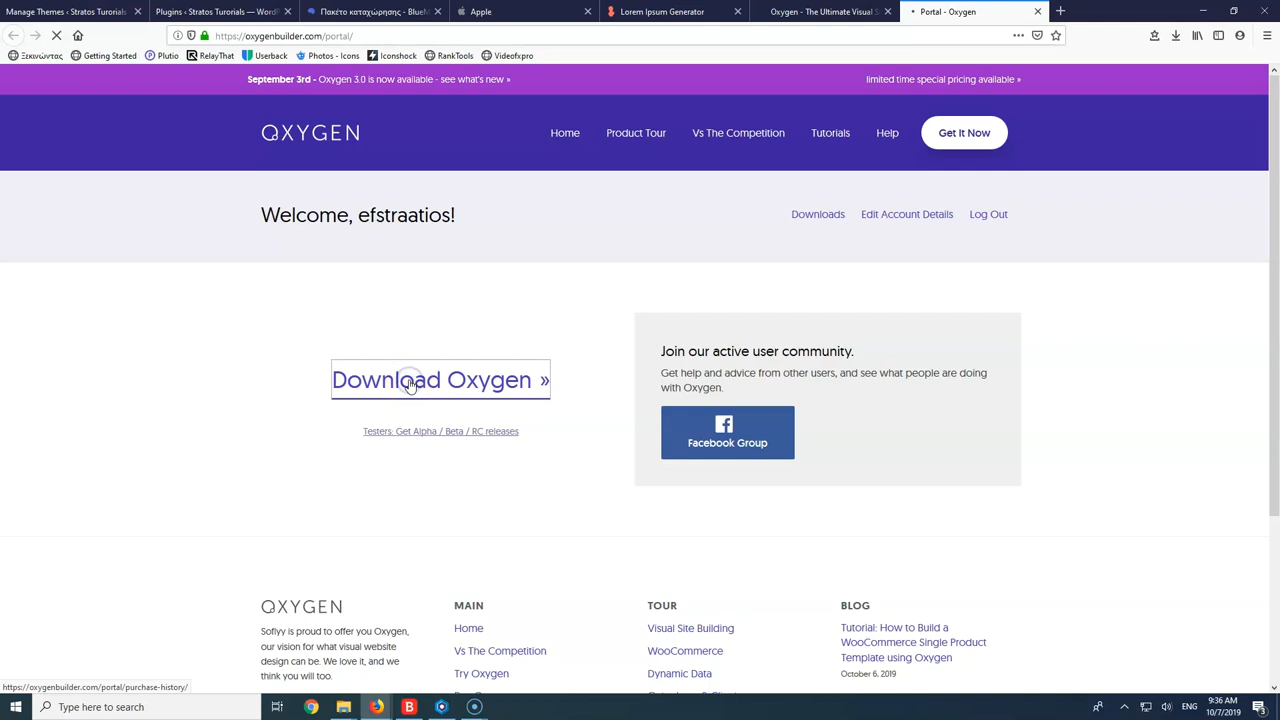 Manage Themes ‹ Stratos Tutorials
Plugins ‹ Stratos Turorials — WordP
Πακέτο καταχώρησης - BlueM
Apple
Lorem Ipsum Generator
Oxygen - The Ultimate Visual S
Portal - Oxygen
https://oxygenbuilder.com/portal/
Ξεκινώντας
Getting Started
Plutio
RelayThat
Userback
Photos - Icons
Iconshock
RankTools
Videofxpro
September 3rd - Oxygen 3.0 is now available - see what's new »
limited time special pricing available »
OXYGEN
Home
Product Tour
Vs The Competition
Tutorials
Help
Get It Now
Welcome, efstraatios!
Downloads
Edit Account Details
Log Out
Download Oxygen »
Testers: Get Alpha / Beta / RC releases
Join our active user community.
Get help and advice from other users, and see what people are doing
with Oxygen.
Facebook Group
OXYGEN
Soflyy is proud to offer you Oxygen,
our vision for what visual website
design can be. We love it, and we
think you will too.
MAIN
Home
Vs The Competition
Try Oxygen
TOUR
Visual Site Building
WooCommerce
Dynamic Data
BLOG
Tutorial: How to Build a
WooCommerce Single Product
Template using Oxygen
October 6, 2019
https://oxygenbuilder.com/portal/purchase-history/
Type here to search
ENG
9:36 AM
10/7/2019
3